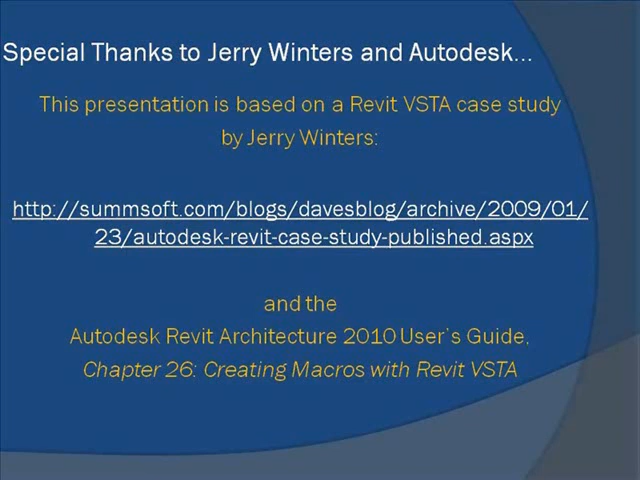 Special Thanks to Jerry Winters and Autodesk...
This presentation is based on a Revit VSTA case study
by Jerry Winters:
http://summsoft.com/blogs/davesblog/archive/2009/01/
23/autodesk-revit-case-study-published.aspx
and the
Autodesk Revit Architecture 2010 User's Guide,
Chapter 26: Creating Macros with Revit VSTA